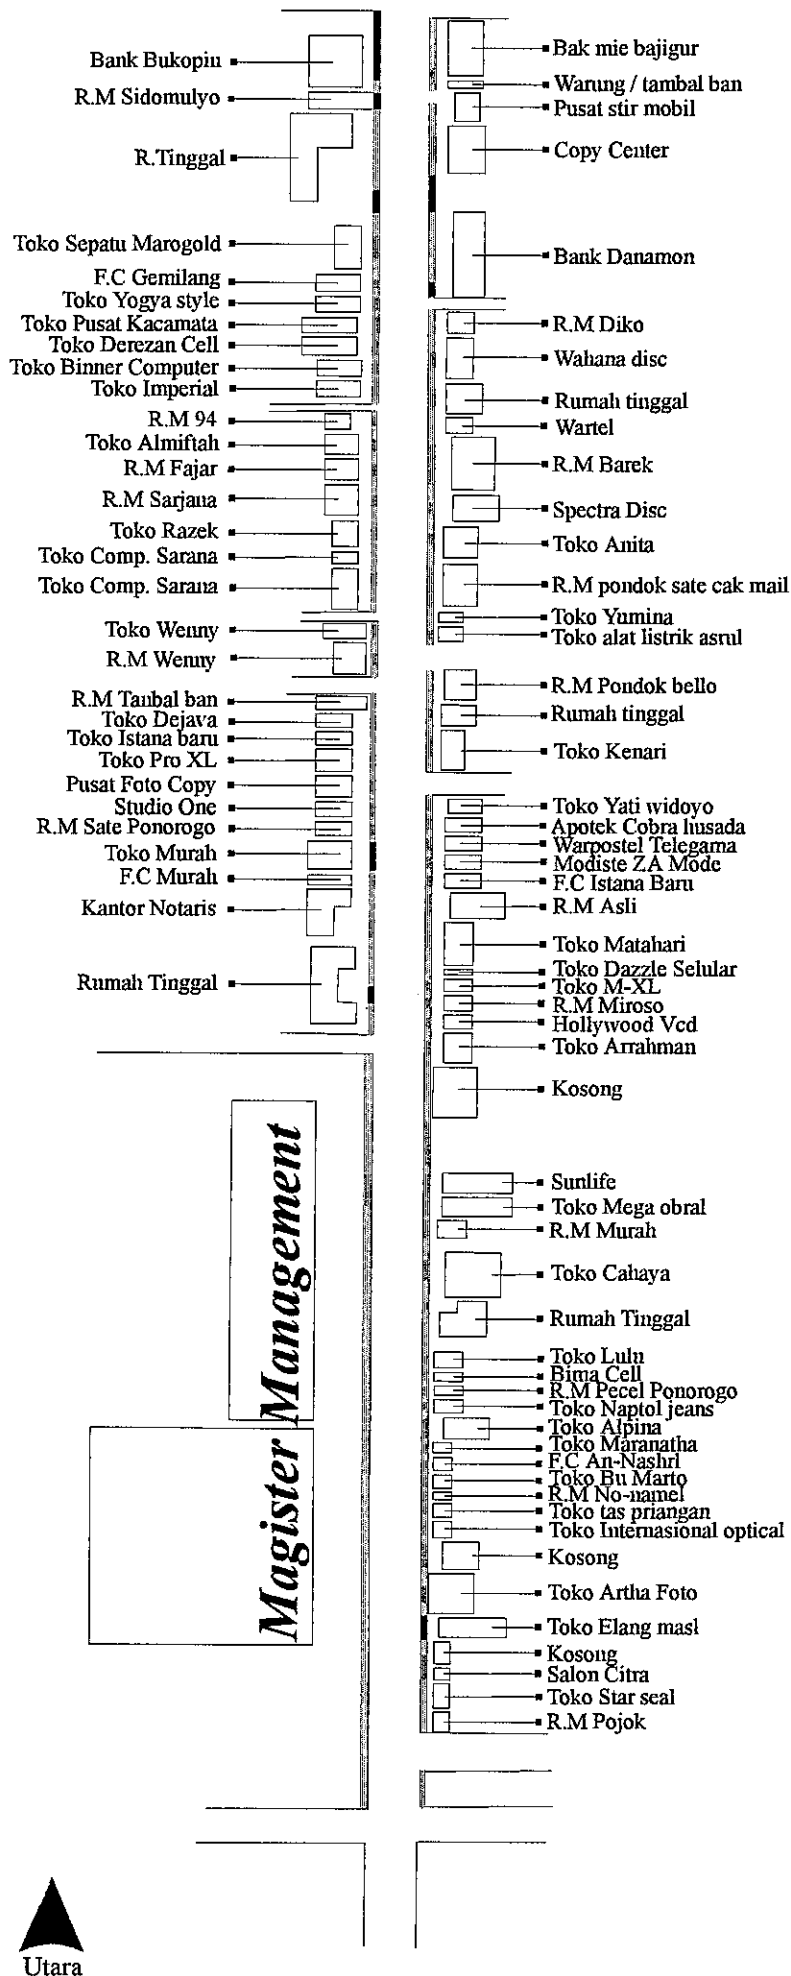 Bank Bukopin
R.M Sidomulyo
R.Tinggal
Toko Sepatu Marogold
F.C Gemilang
Toko Yogya style
Toko Pusat Kacamata
Toko Derezan Cell
Toko Binner Computer
Toko Imperial
R.M 94
Toko Almiftah
R.M Fajar
R.M Sarjana
Toko Razek
Toko Comp. Sarana
Toko Comp. Sarana
Toko Wenny
R.M Wenny
R.M Tanbal ban
Toko Dejava
Toko Istana baru
Toko Pro XL
Pusat Foto Copy
Studio One
R.M Sate Ponorogo
Toko Murah
F.C Murah
Kantor Notaris
Rumah Tinggal
Magister Management
Bak mie bajigur
Warung / tambal ban
Pusat stir mobil
Copy Center
Bank Danamon
R.M Diko
Wahana disc
Rumah tinggal
Wartel
R.M Barek
Spectra Disc
Toko Anita
R.M pondok sate cak mail
Toko Yumina
Toko alat listrik asrul
R.M Pondok bello
Rumah tinggal
Toko Kenari
Toko Yati widoyo
Apotek Cobra husada
Warpostel Telegama
Modiste ZA Mode
F.C Istana Baru
R.M Asli
Toko Matahari
Toko Dazzle Selular
Toko M-XL
R.M Miroso
Hollywood Vcd
Toko Arrahman
Kosong
Sunlife
Toko Mega obral
R.M Murah
Toko Cahaya
Rumah Tinggal
Toko Lulu
Bima Cell
R.M Pecel Ponorogo
Toko Naptol jeans
Toko Alpina
Toko Maranatha
F.C An-Nashrl
Toko Bu Marto
R.M No-namel
Toko tas priangan
Toko Internasional optical
Kosong
Toko Artha Foto
Toko Elang masl
Kosong
Salon Citra
Toko Star seal
R.M Pojok
Utara